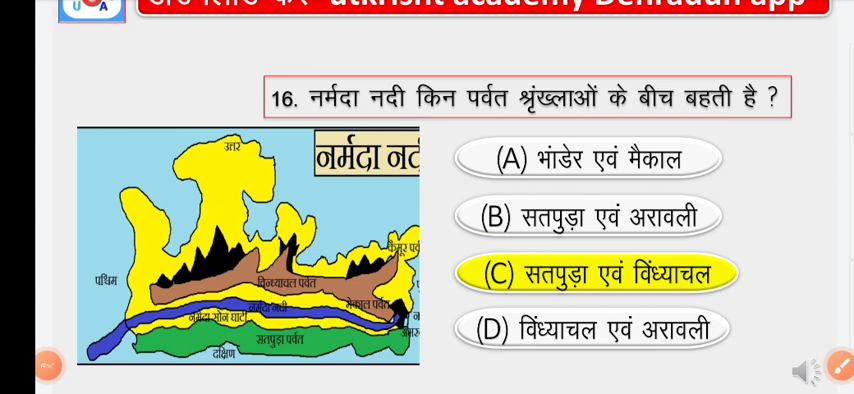 utkrisht academy Dehradun app
16. नर्मदा नदी किन पर्वत श्रृंख्लाओं के बीच बहती है ?
उत्तर
नर्मदा
(A) भांडेर एवं मैकाल
(B) सतपुड़ा एवं अरावली
पश्चिम
विन्ध्याचल पर्वत
(C) सतपुड़ा एवं विंध्याचल
नर्मदा नदी
मेकाल पर्वत
नर्मदा सोन घाटी
सतपुड़ा पर्वत
(D) विंध्याचल एवं अरावली
दक्षिण